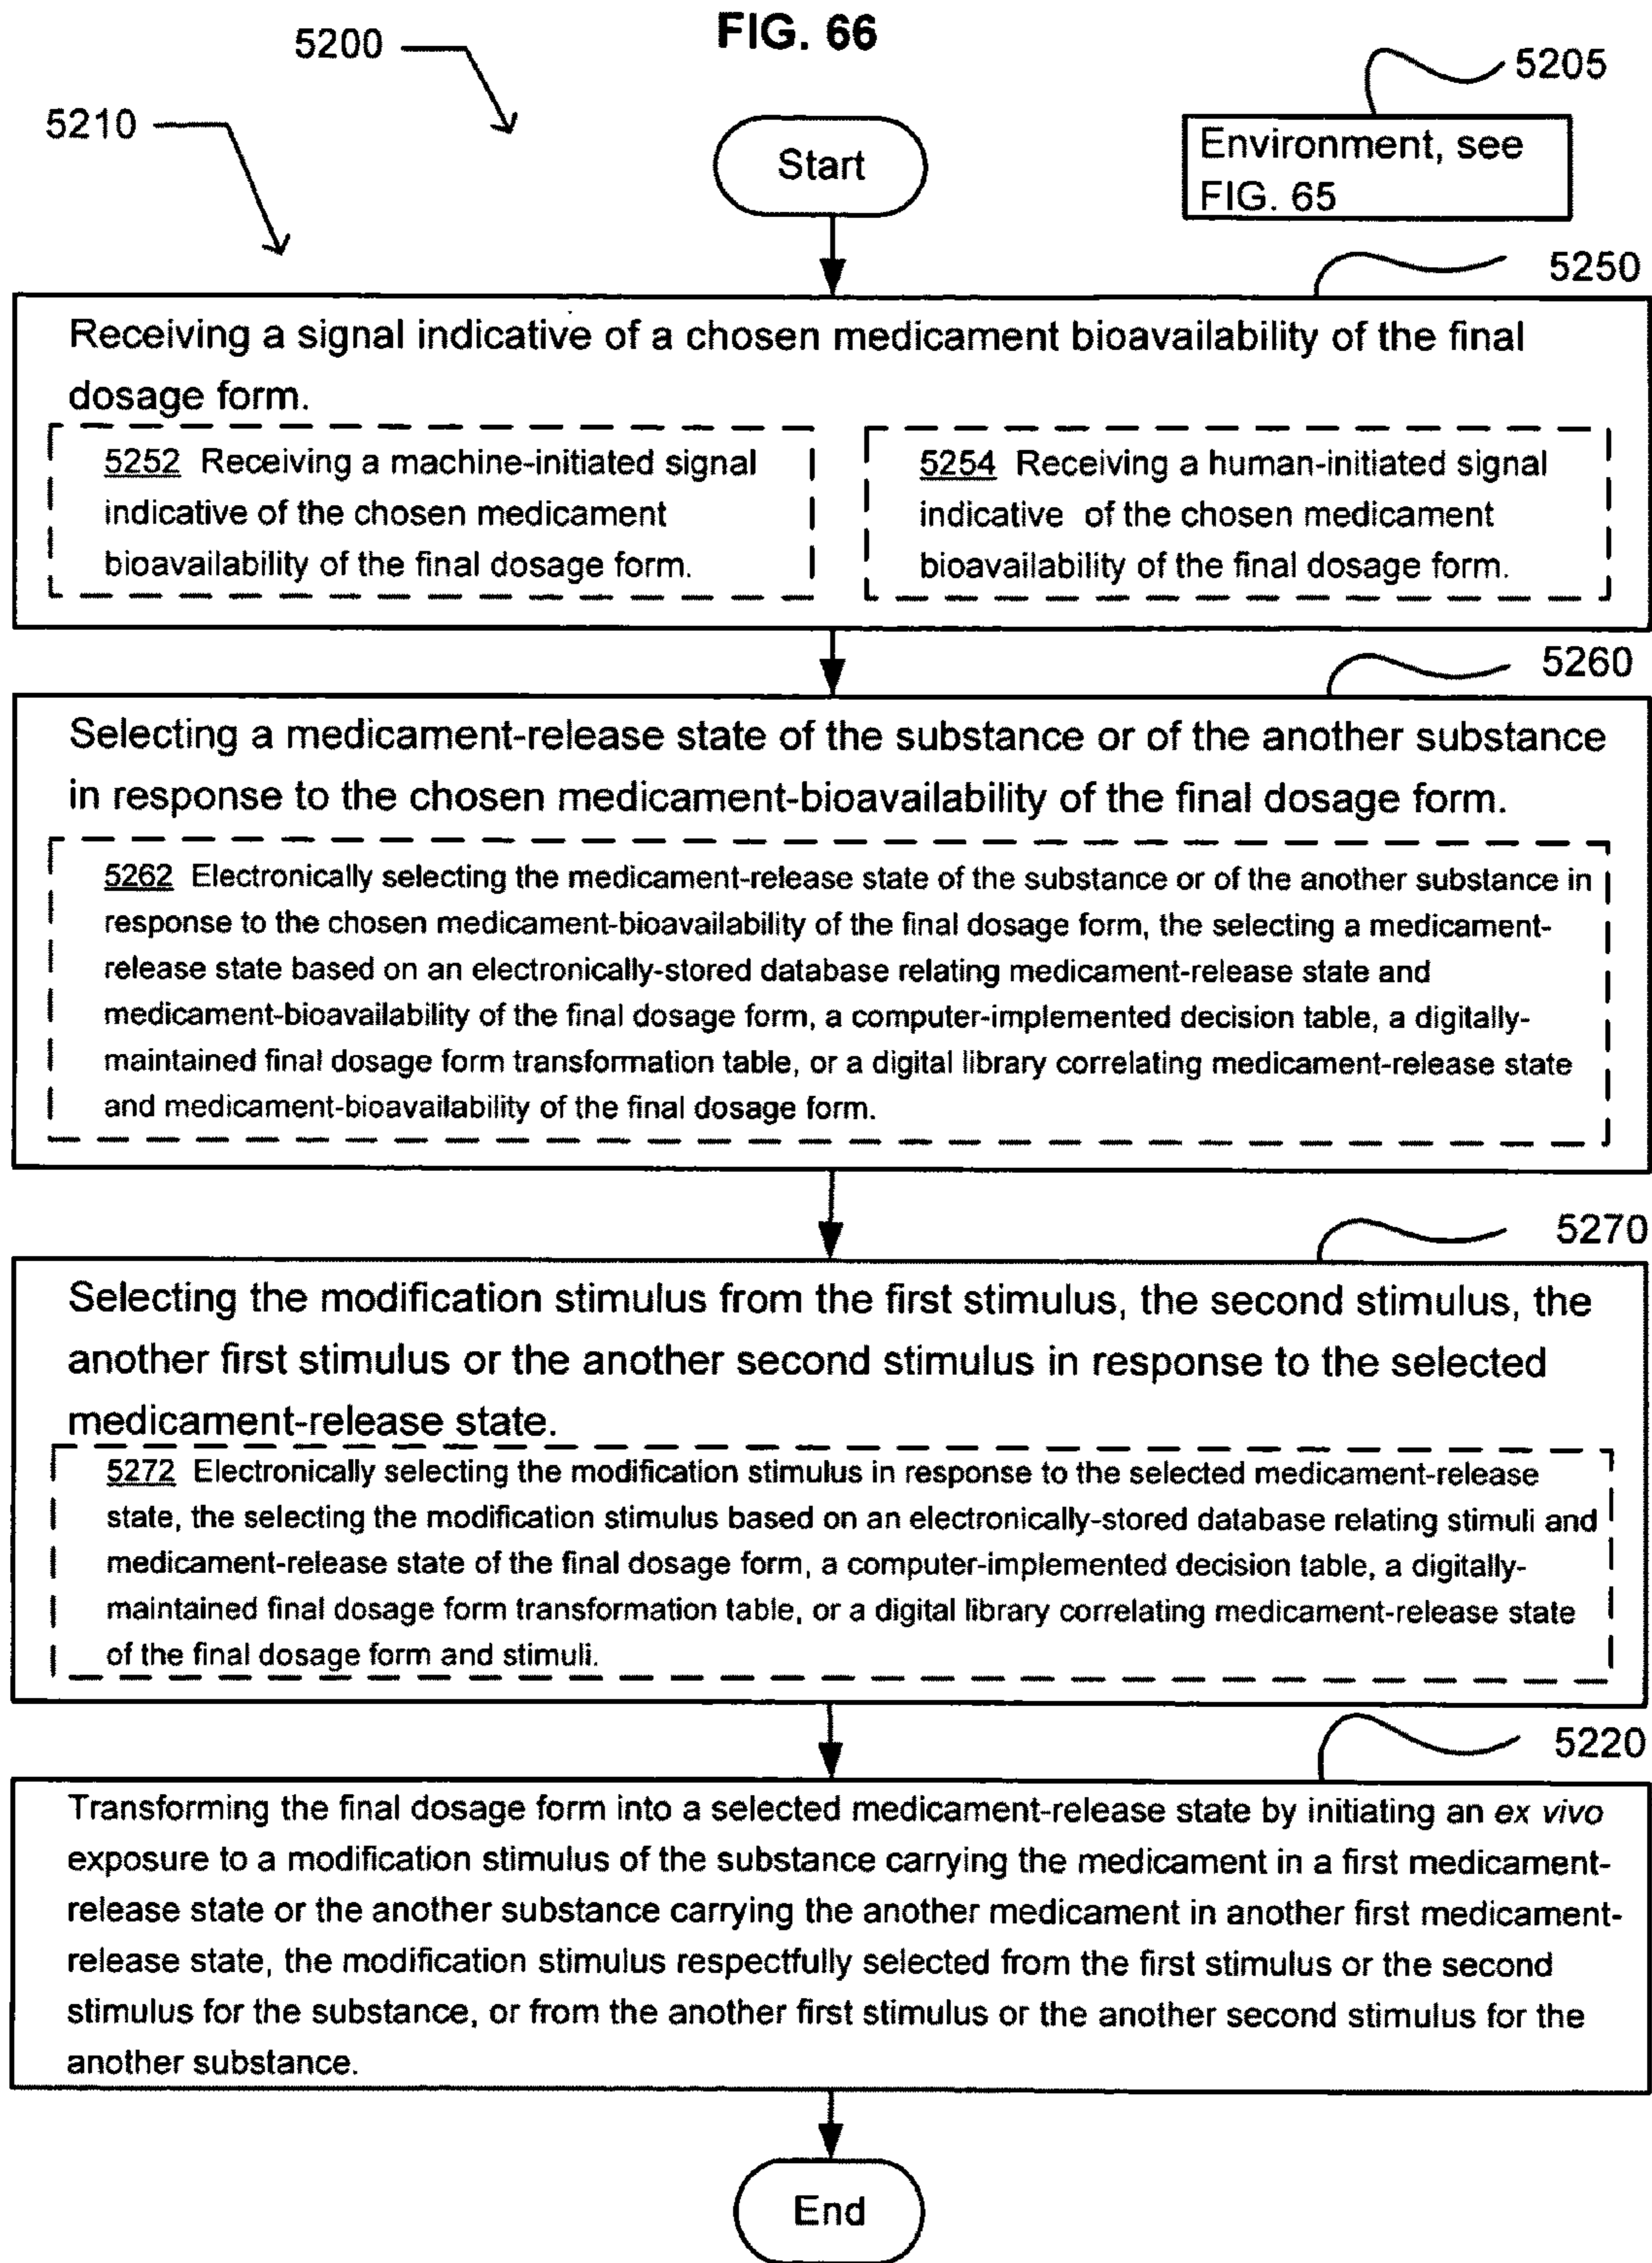 FIG. 66
5200
5205
5210
Start
Environment, see
FIG. 65
5250
Receiving a signal indicative of a chosen medicament bioavailability of the final
dosage form.
5252 Receiving a machine-initiated signal
indicative of the chosen medicament
bioavailability of the final dosage form.
5254 Receiving a human-initiated signal
indicative of the chosen medicament
bioavailability of the final dosage form.
5260
Selecting a medicament-release state of the substance or of the another substance
in response to the chosen medicament-bioavailability of the final dosage form.
5262 Electronically selecting the medicament-release state of the substance or of the another substance in
response to the chosen medicament-bioavailability of the final dosage form, the selecting a medicament-
release state based on an electronically-stored database relating medicament-release state and
medicament-bioavailability of the final dosage form, a computer-implemented decision table, a digitally-
maintained final dosage form transformation table, or a digital library correlating medicament-release state
and medicament-bioavailability of the final dosage form.
5270
Selecting the modification stimulus from the first stimulus, the second stimulus, the
another first stimulus or the another second stimulus in response to the selected
medicament-release state.
5272 Electronically selecting the modification stimulus in response to the selected medicament-release
state, the selecting the modification stimulus based on an electronically-stored database relating stimuli and
medicament-release state of the final dosage form, a computer-implemented decision table, a digitally-
maintained final dosage form transformation table, or a digital library correlating medicament-release state
of the final dosage form and stimuli.
5220
Transforming the final dosage form into a selected medicament-release state by initiating an ex vivo
exposure to a modification stimulus of the substance carrying the medicament in a first medicament-
release state or the another substance carrying the another medicament in another first medicament-
release state, the modification stimulus respectfully selected from the first stimulus or the second
stimulus for the substance, or from the another first stimulus or the another second stimulus for the
another substance.
End